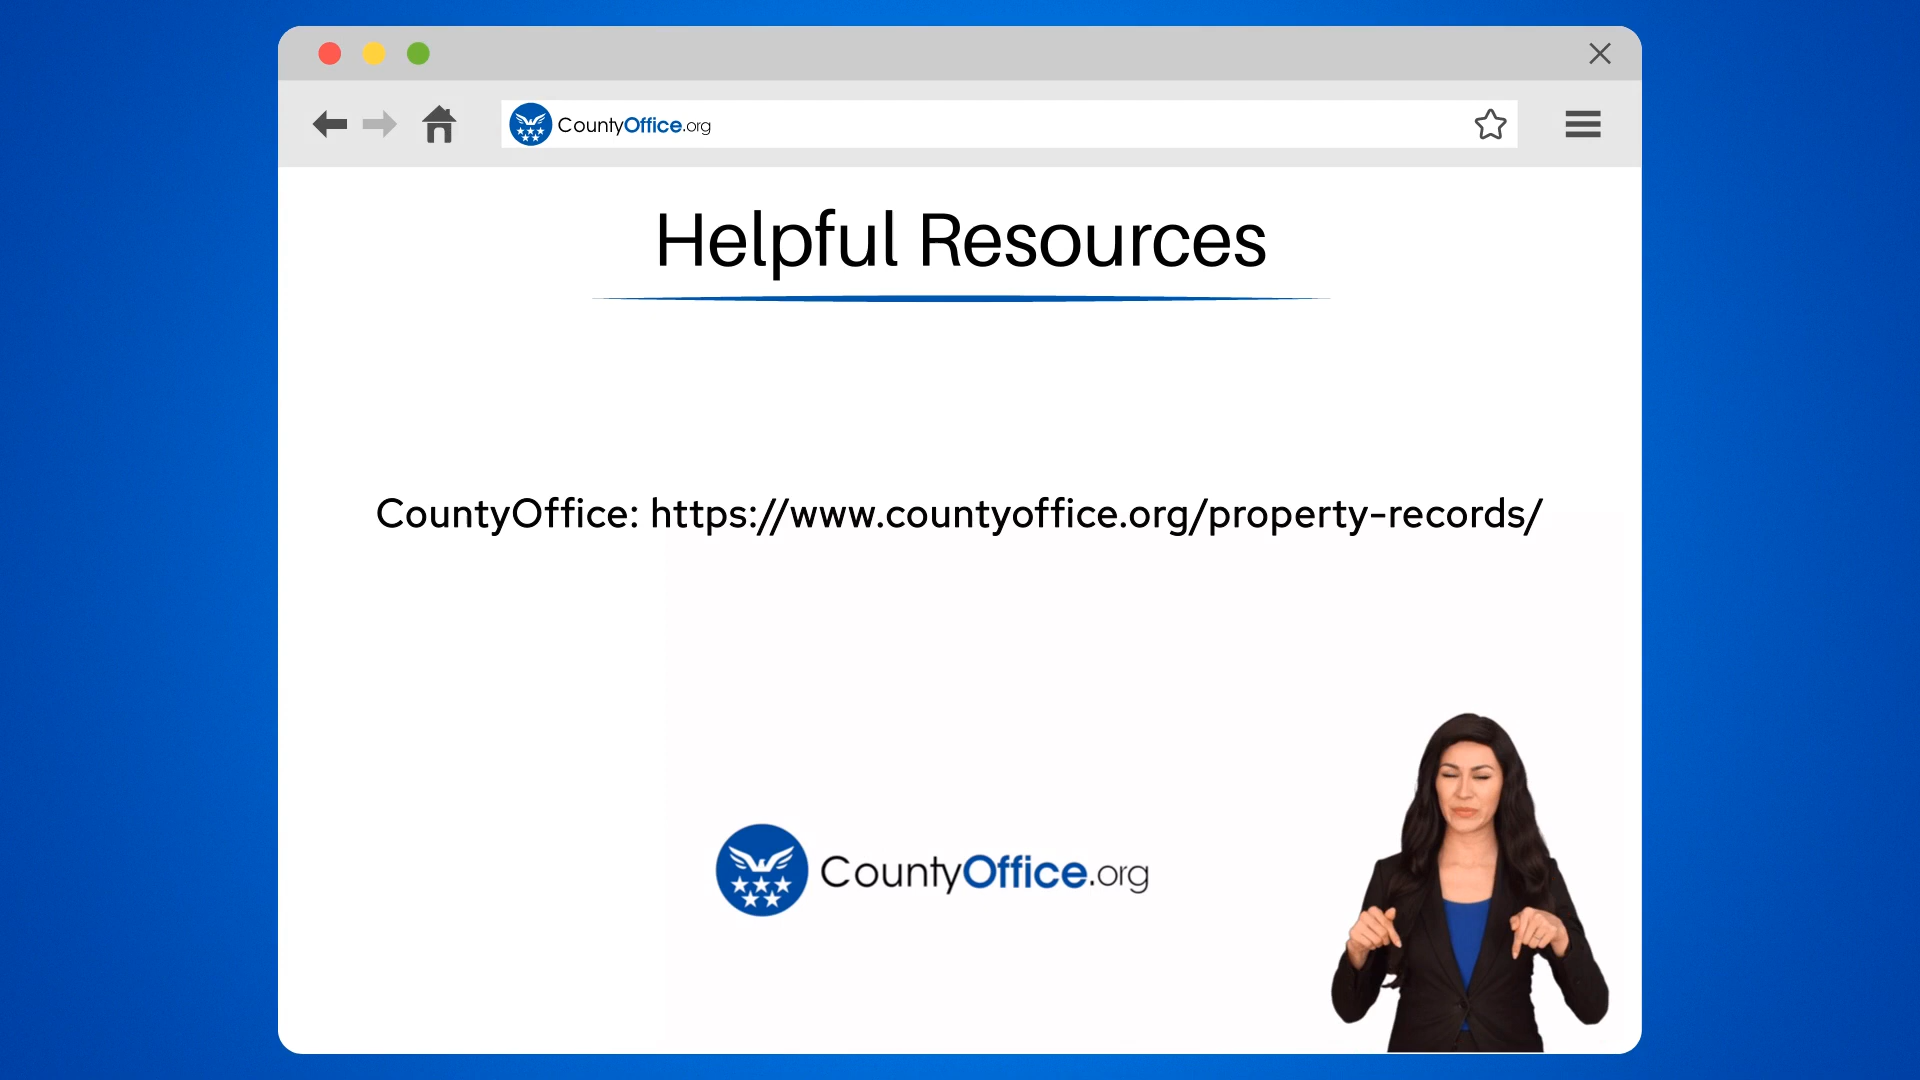 CountyOffice.org
Helpful Resources
CountyOffice: https://www.countyoffice.org/property-records/
CountyOffice.org